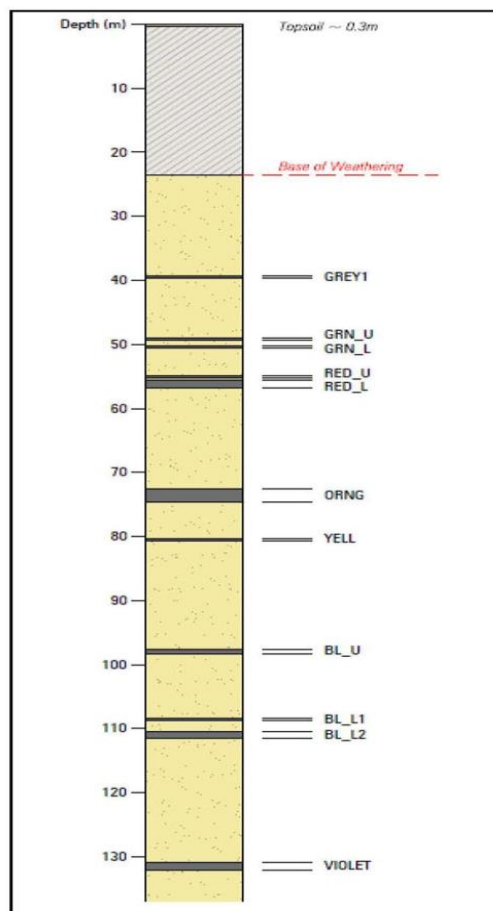 Depth (m)
Topsoil ~ 0.3m
10
20
Base of Weathering
30
40
GREY1
GRN_U
50
GRN_L
RED_U
RED_L
60
70
ORNG
80
YELL
90
BL_U
100
BL_L1
110
BL_L2
120
130
VIOLET